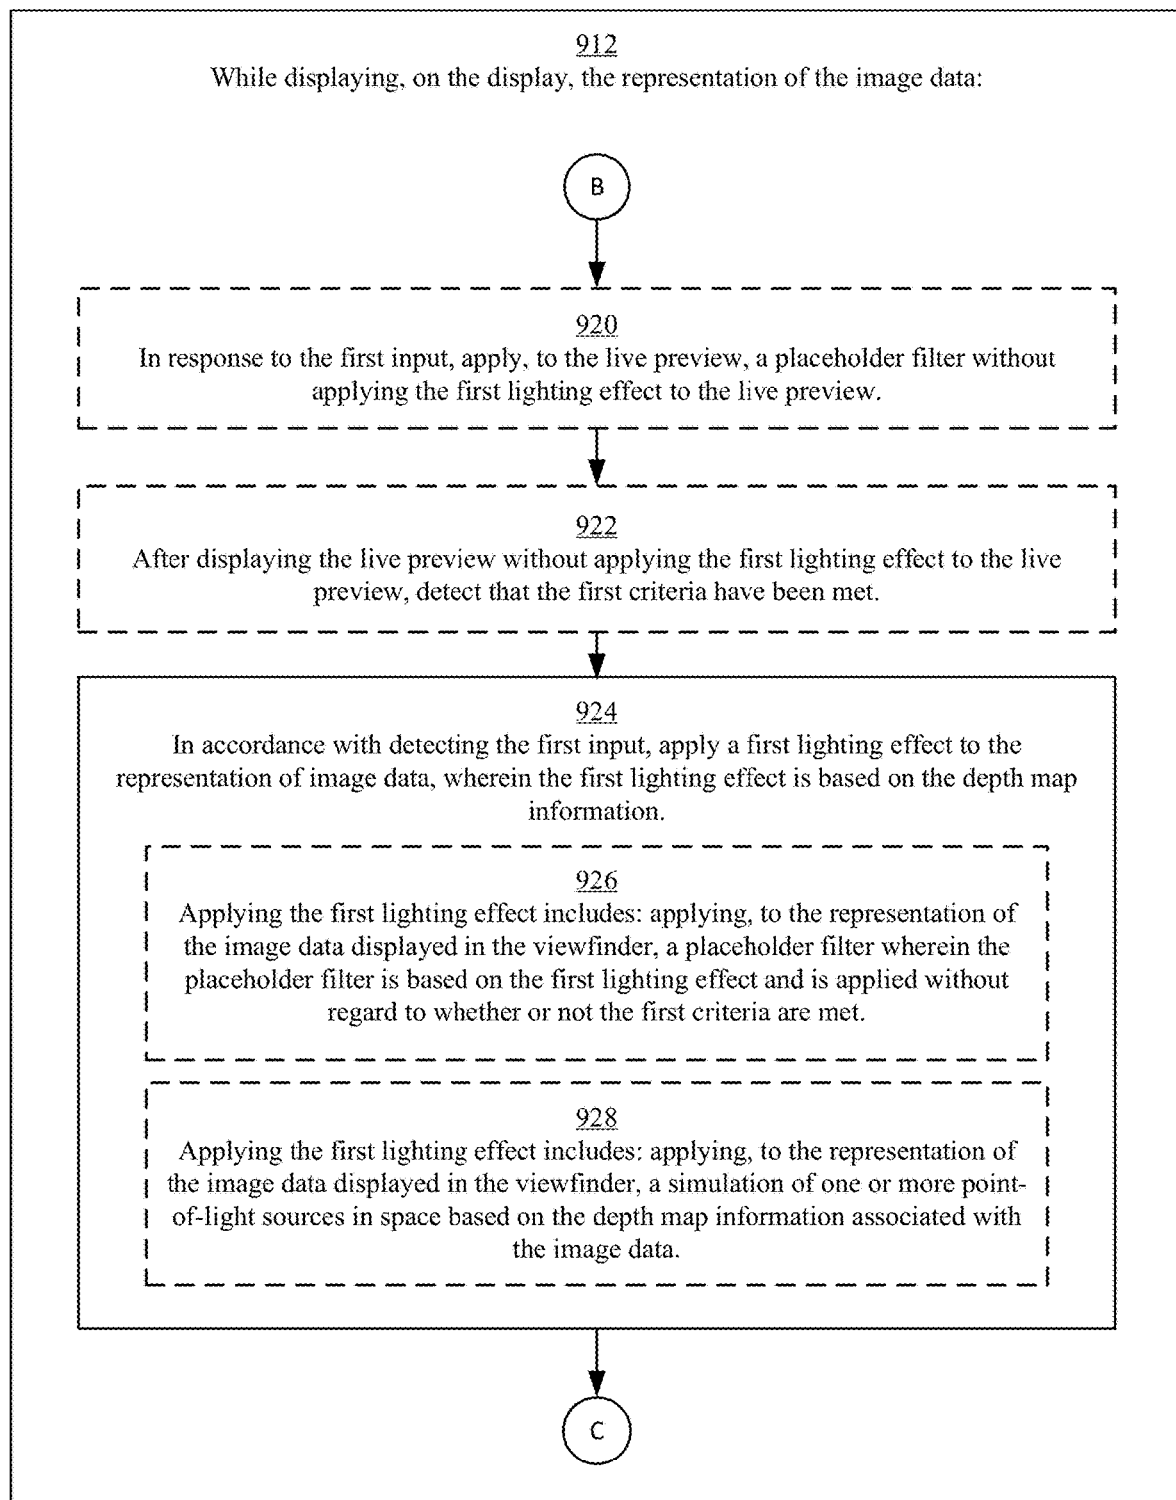 912
While displaying, on the display, the representation of the image data:
B
920
In response to the first input, apply, to the live preview, a placeholder filter without
applying the first lighting effect to the live preview.
922
After displaying the live preview without applying the first lighting effect to the live
preview, detect that the first criteria have been met.
924
In accordance with detecting the first input, apply a first lighting effect to the
representation of image data, wherein the first lighting effect is based on the depth map
information.
926
Applying the first lighting effect includes: applying, to the representation of
the image data displayed in the viewfinder, a placeholder filter wherein the
placeholder filter is based on the first lighting effect and is applied without
regard to whether or not the first criteria are met.
928
Applying the first lighting effect includes: applying, to the representation of
the image data displayed in the viewfinder, a simulation of one or more point-
of-light sources in space based on the depth map information associated with
the image data.
C